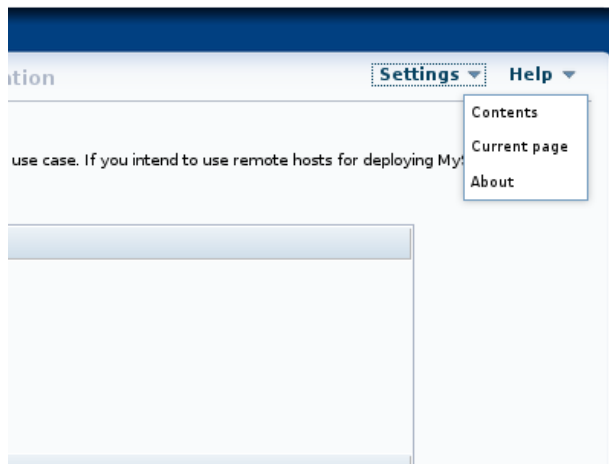 ation
Settings
Help
Contents
Current page
About
use case. If you intend to use remote hosts for deploying My